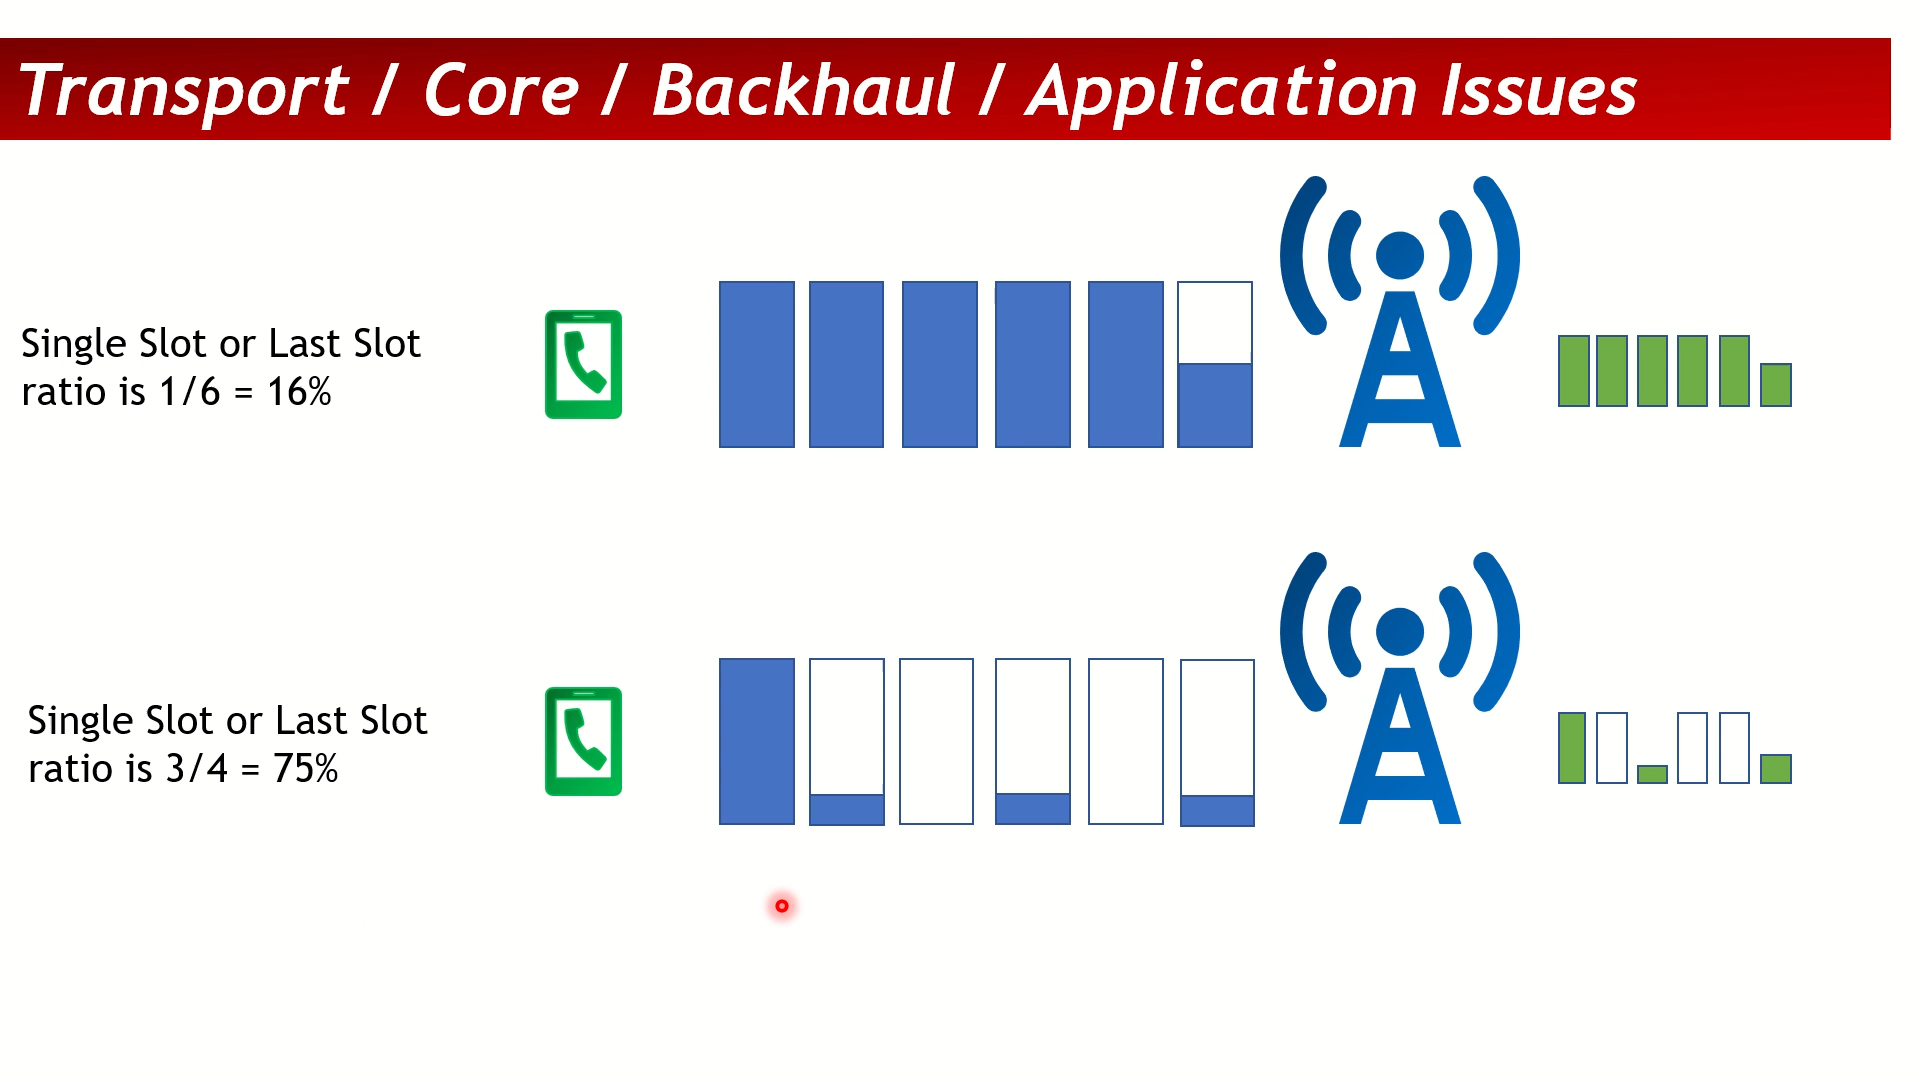 Transport / Core / Backhaul / Application Issues
Single Slot or Last Slot
ratio is 1/6 = 16%
Single Slot or Last Slot
ratio is 3/4 = 75%